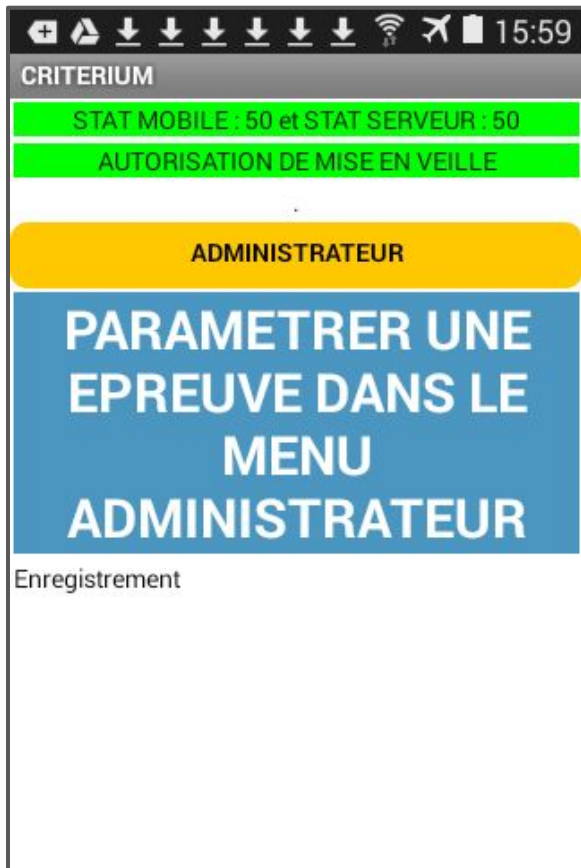 15:59
CRITERIUM
STAT MOBILE : 50 et STAT SERVEUR : 50
AUTORISATION DE MISE EN VEILLE
.
ADMINISTRATEUR
PARAMETRER UNE
EPREUVE DANS LE
MENU
ADMINISTRATEUR
Enregistrement